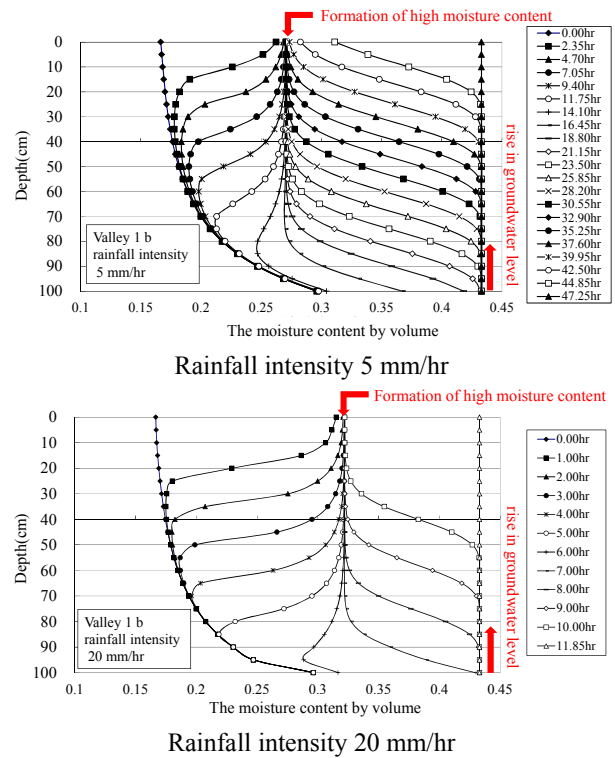 Formation of high moisture content
0
10
20
30
40
50
60
70
80
90
100
Depth(cm)
Valley 1 b
rainfall intensity
5 mm/hr
rise in groundwater level
0.1
0.15
0.2
0.25
0.3
0.35
0.4
0.45
The moisture content by volume
0.00hr
2.35hr
4.70hr
7.05hr
9.40hr
11.75hr
14.10hr
16.45hr
18.80hr
21.15hr
23.50hr
25.85hr
28.20hr
30.55hr
32.90hr
35.25hr
37.60hr
39.95hr
42.50hr
44.85hr
47.25hr
Rainfall intensity 5 mm/hr
Formation of high moisture content
0
10
20
30
40
50
60
70
80
90
100
Depth(cm)
Valley 1 b
rainfall intensity
20 mm/hr
rise in groundwater level
0.1
0.15
0.2
0.25
0.3
0.35
0.4
0.45
The moisture content by volume
0.00hr
1.00hr
2.00hr
3.00hr
4.00hr
5.00hr
6.00hr
7.00hr
8.00hr
9.00hr
10.00hr
11.85hr
Rainfall intensity 20 mm/hr